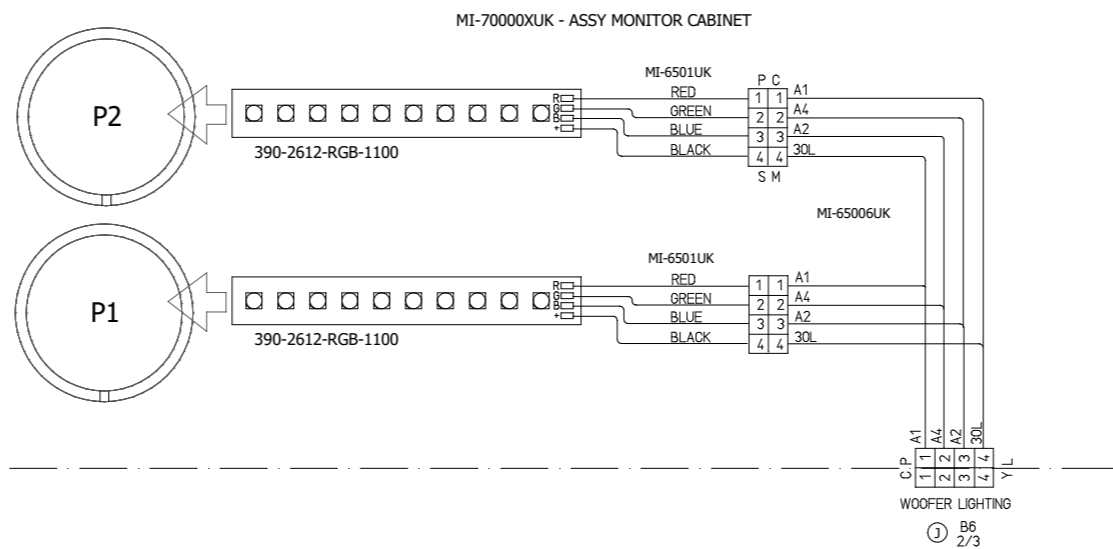 MI-70000XUK - ASSY MONITOR CABINET
P2
390-2612-RGB-1100
R
G
B
+
MI-6501UK
RED
GREEN
BLUE
BLACK
P C
1 1
2 2
3 3
4 4
S M
A1
A4
A2
30L
MI-65006UK
P1
390-2612-RGB-1100
R
G
B
+
MI-6501UK
RED
GREEN
BLUE
BLACK
1 1
2 2
3 3
4 4
A1
A4
A2
30L
A1 A4 A2 30L
C P
1 2 3 4
1 2 3 4
Y L
WOOFER LIGHTING
J B6
2/3